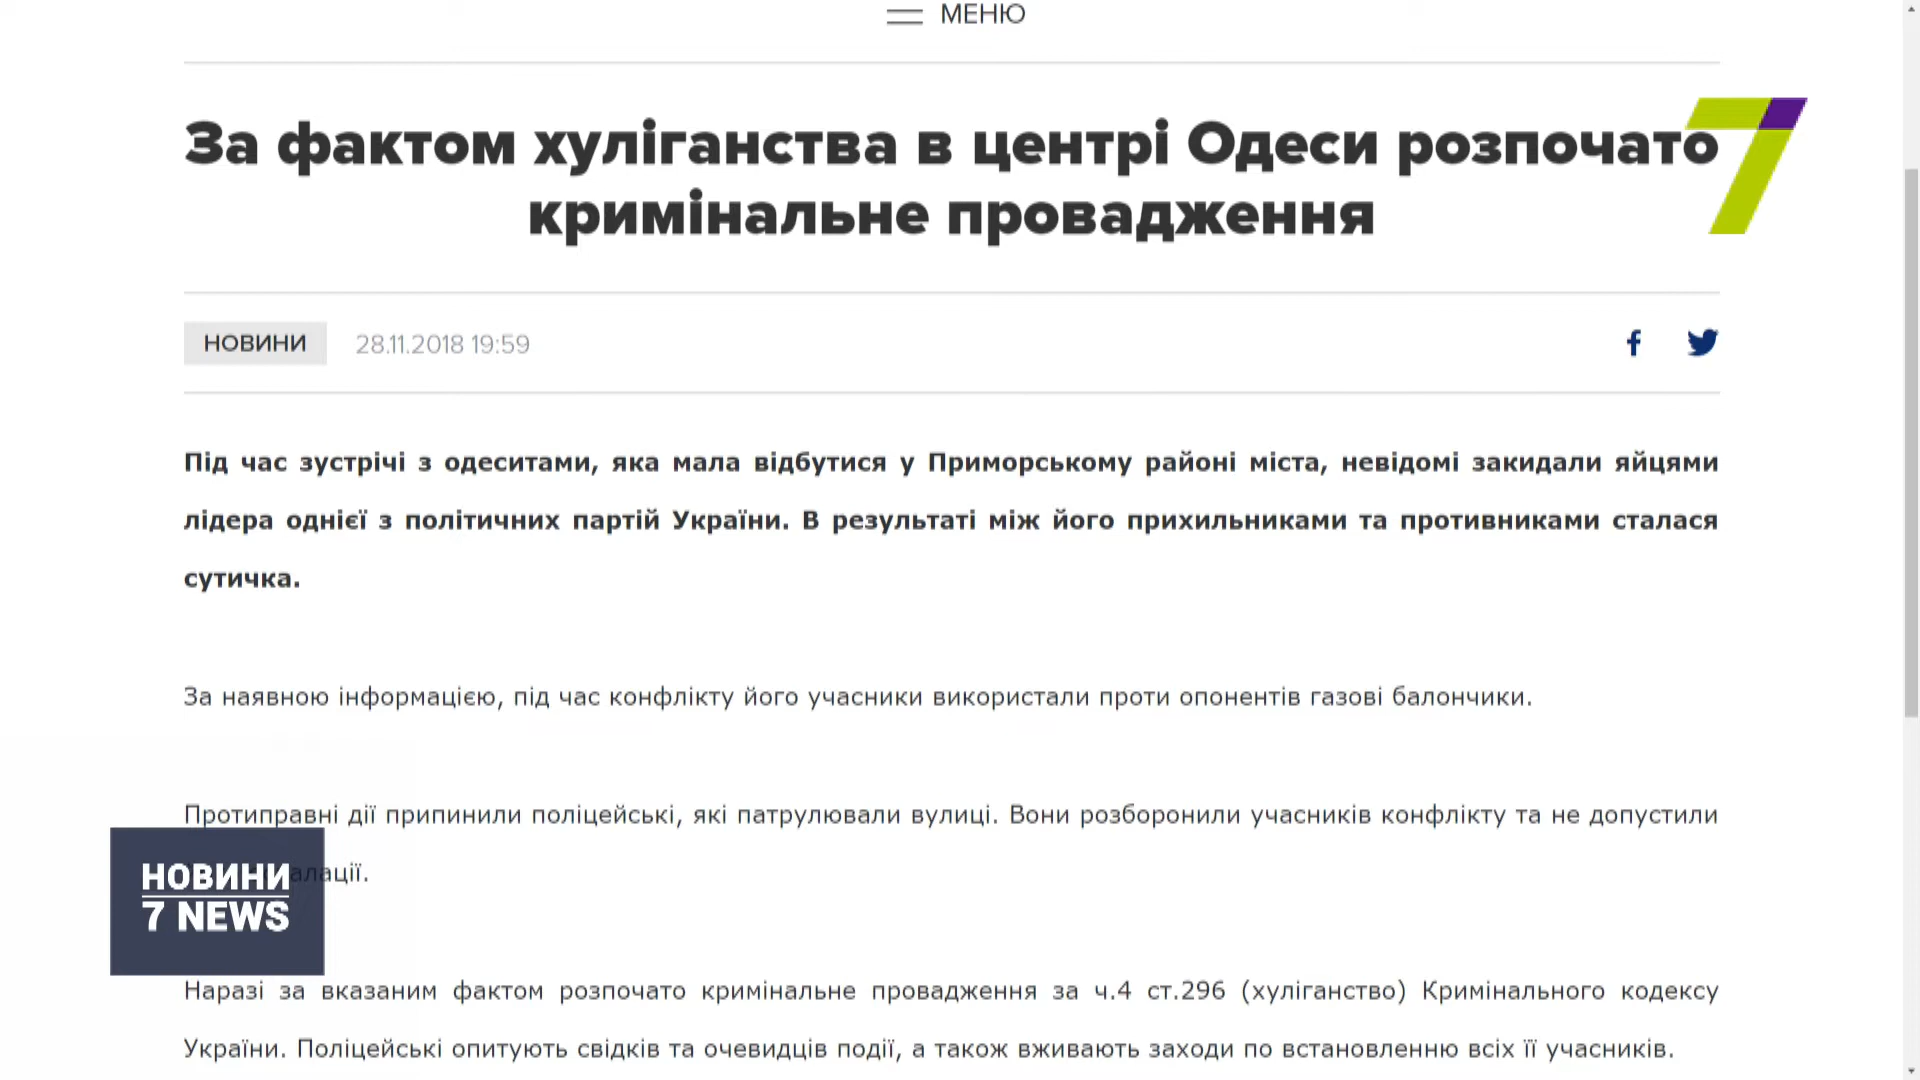 МЕНЮ
За фактом хуліганства в центрі Одеси розпочато
кримінальне провадження
7
НОВИНИ 28.11.2018 19:59
Під час зустрічі з одеситами, яка мала відбутися у Приморському районі міста, невідомі закидали яйцями
лідера однієї з політичних партій України. В результаті між його прихильниками та противниками сталася
сутичка.
За наявною інформацією, під час конфлікту його учасники використали проти опонентів газові балончики.
Протиправні дії припинили поліцейські, які патрулювали вулиці. Вони розборонили учасників конфлікту та не допустили
НОВИНИ
7 NEWS
Наразі за вказаним фактом розпочато кримінальне провадження за ч.4 ст.296 (хуліганство) Кримінального кодексу
України. Поліцейські опитують свідків та очевидців події, а також вживають заходи по встановленню всіх її учасників.